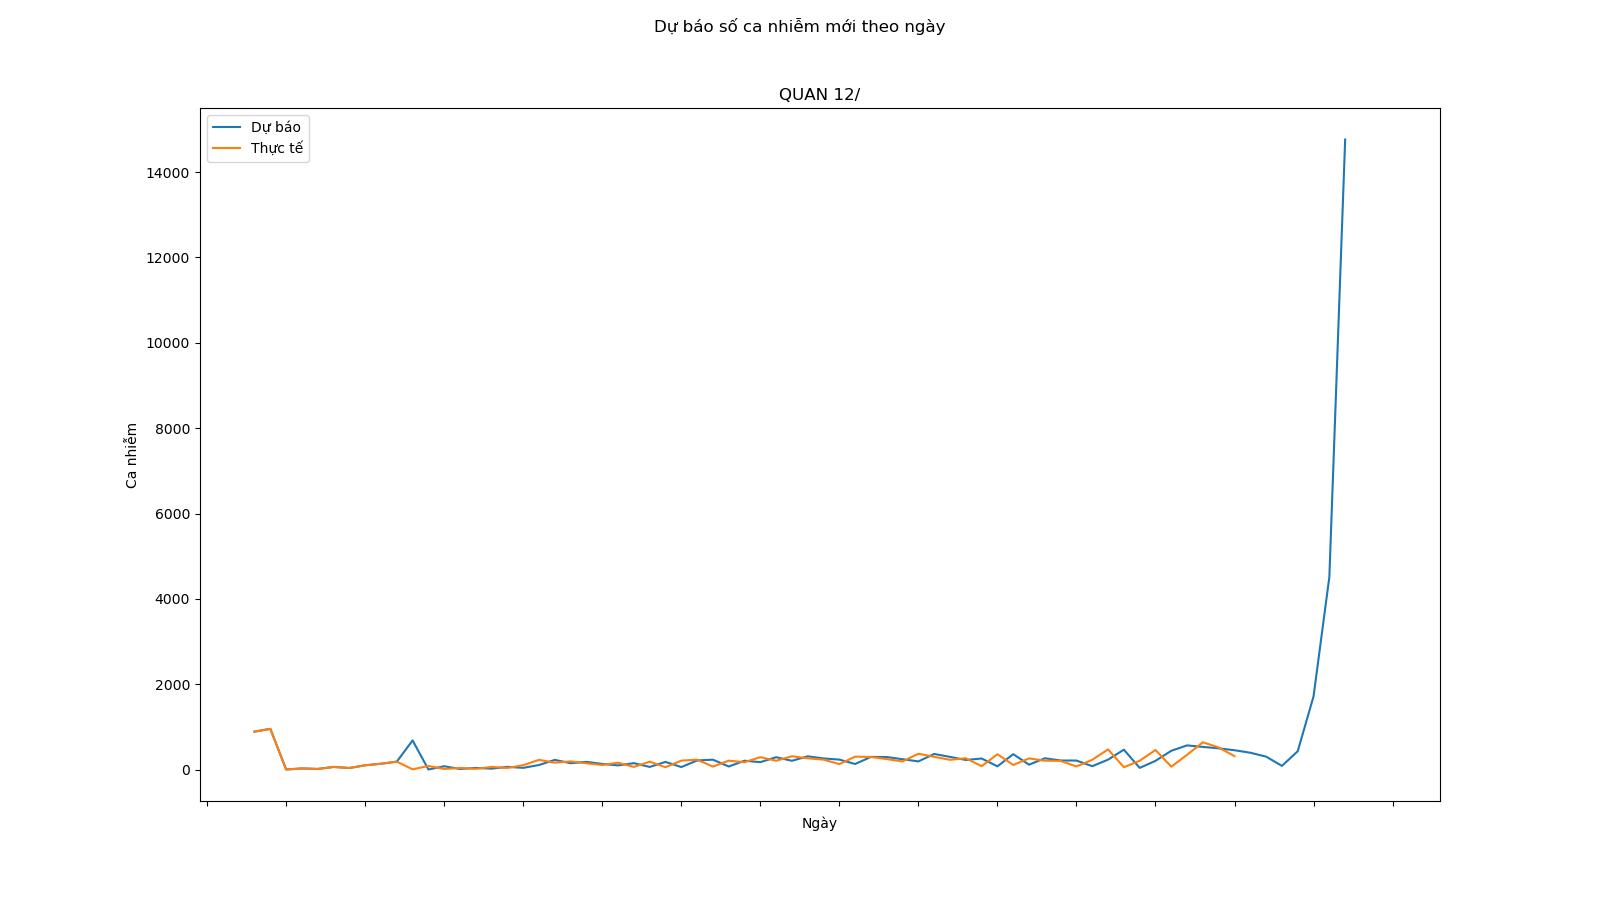 Dự báo số ca nhiễm mới theo ngày
QUAN 12/
Dự báo
Thực tế
14000
12000
10000
8000
6000
4000
2000
0
Ca nhiễm
Ngày